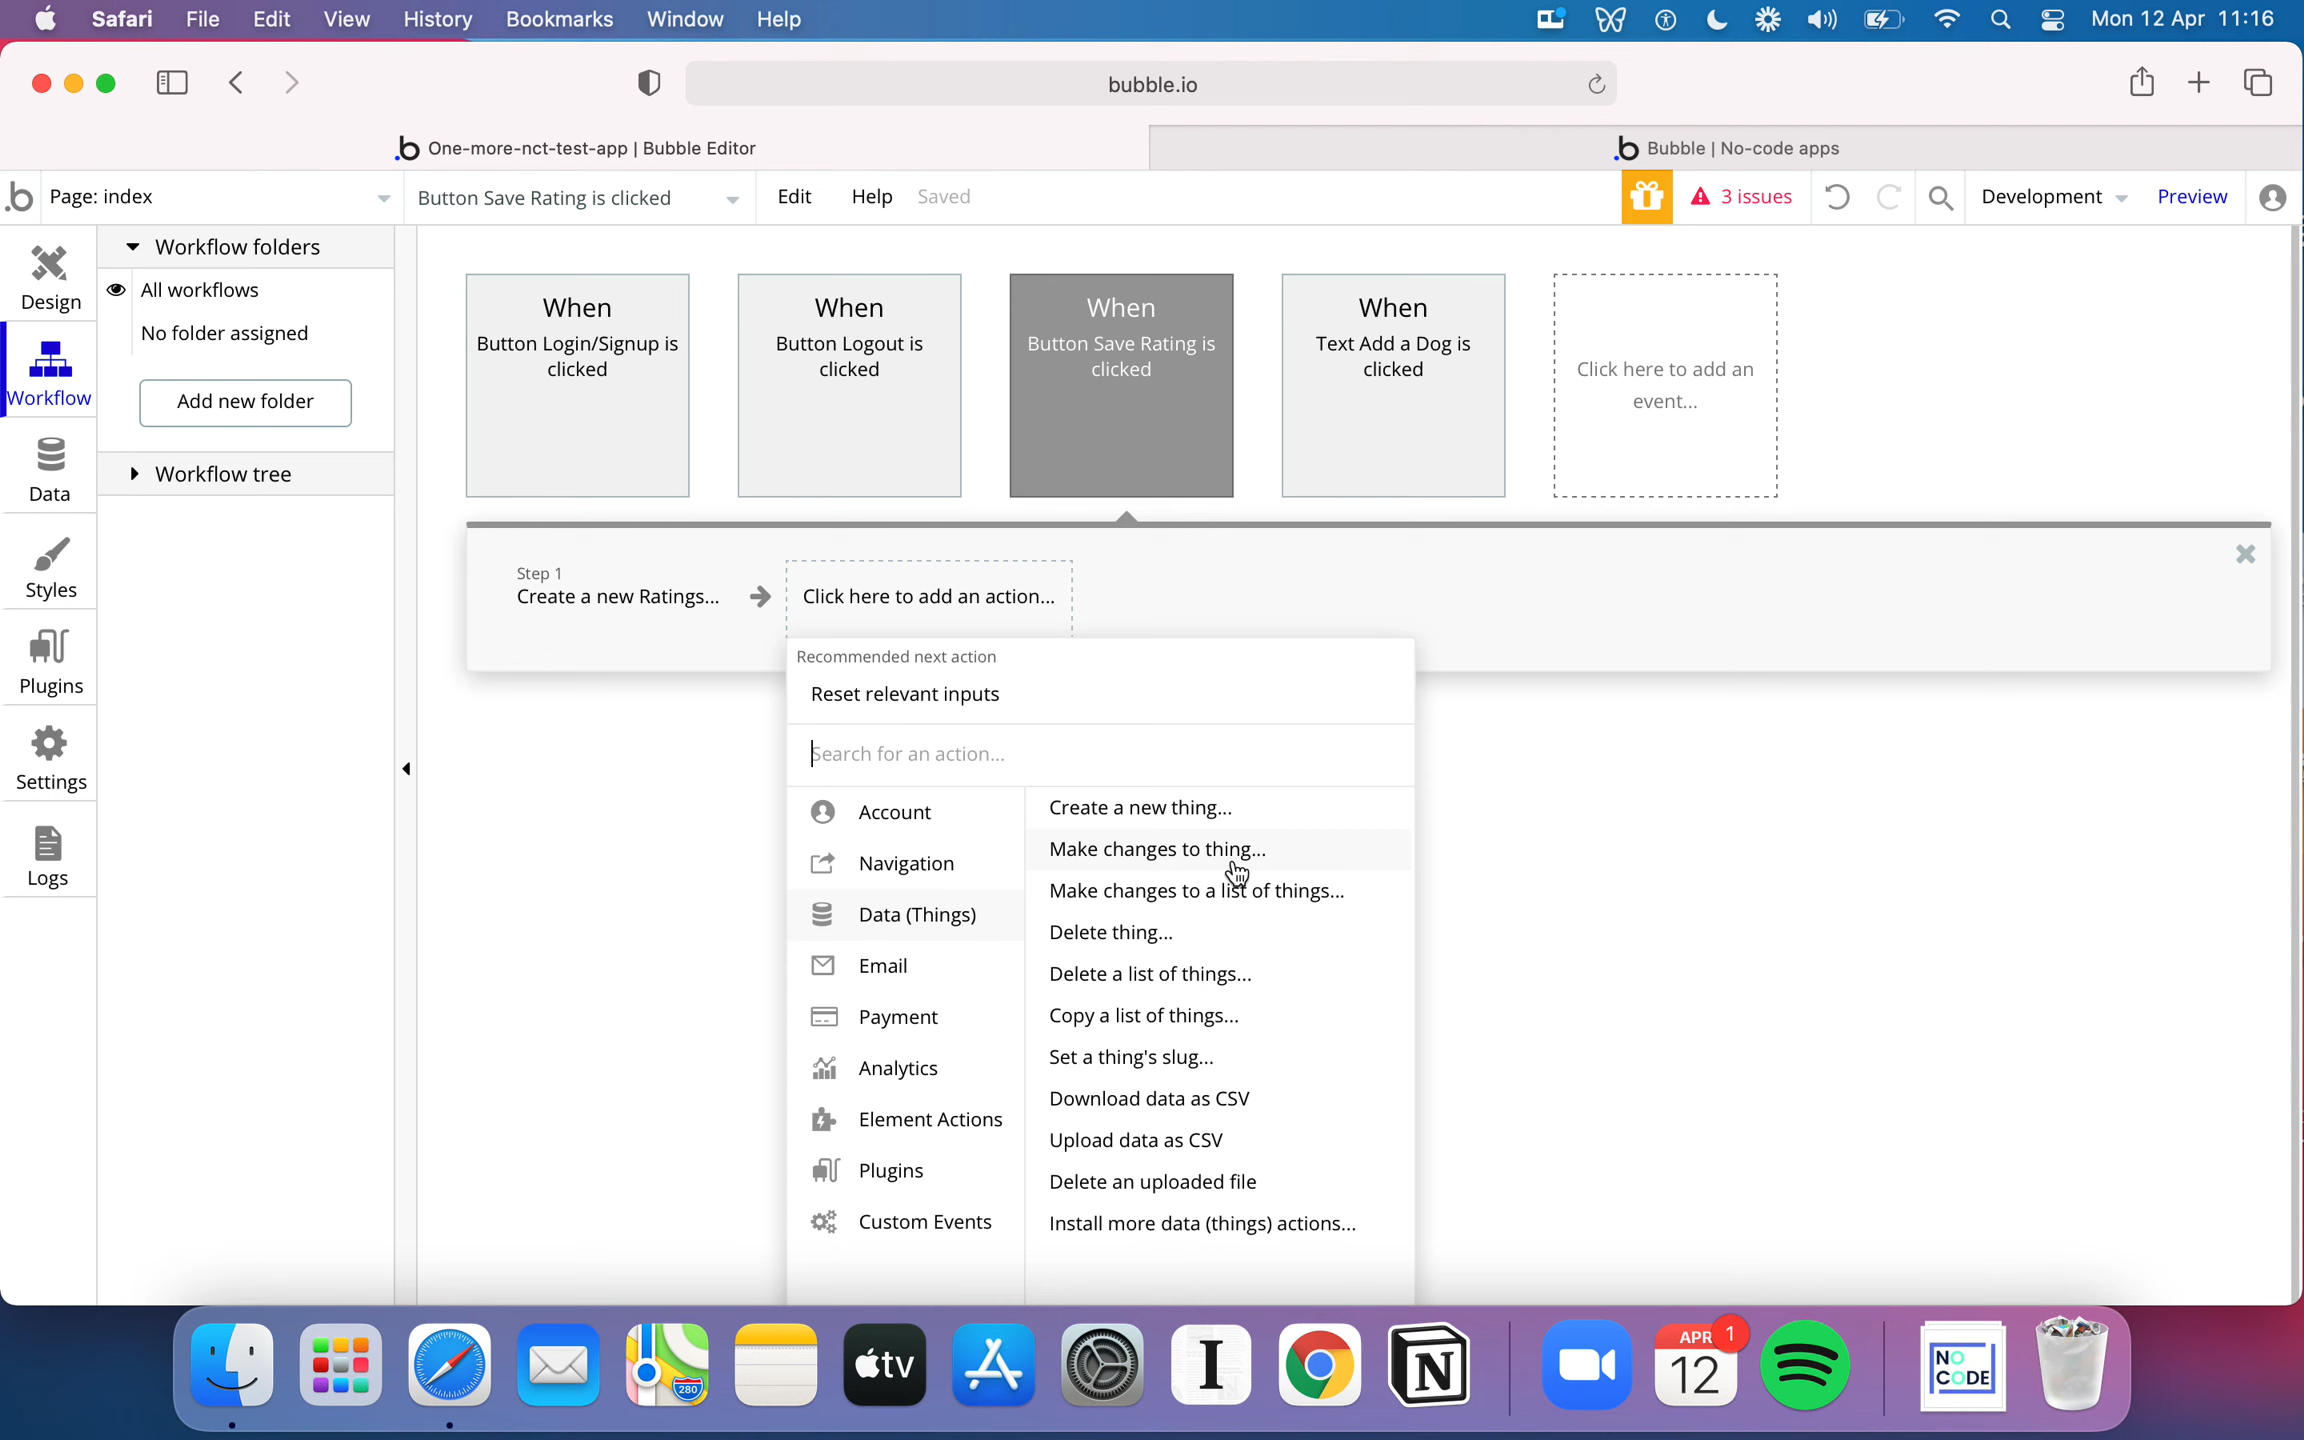 Safari File Edit View History Bookmarks Window Help Mon 12 Apr 11:16
bubble.io
One-more-nct-test-app | Bubble Editor
Bubble | No-code apps
Page: index
Button Save Rating is clicked
Edit
Help
Saved
3 issues
Development
Preview
Design
Workflow
Data
Styles
Plugins
Settings
Logs
Workflow folders
All workflows
No folder assigned
Add new folder
Workflow tree
When
Button Login/Signup is
clicked
When
Button Logout is
clicked
When
Button Save Rating is
clicked
When
Text Add a Dog is
clicked
Click here to add an
event...
Step 1
Create a new Ratings...
Click here to add an action...
Recommended next action
Reset relevant inputs
Search for an action...
Account
Navigation
Data (Things)
Email
Payment
Analytics
Element Actions
Plugins
Custom Events
Create a new thing...
Make changes to thing...
Make changes to a list of things...
Delete thing...
Delete a list of things...
Copy a list of things...
Set a thing's slug...
Download data as CSV
Upload data as CSV
Delete an uploaded file
Install more data (things) actions...
280
tv
I
N
APR
1
12
NO
CODE